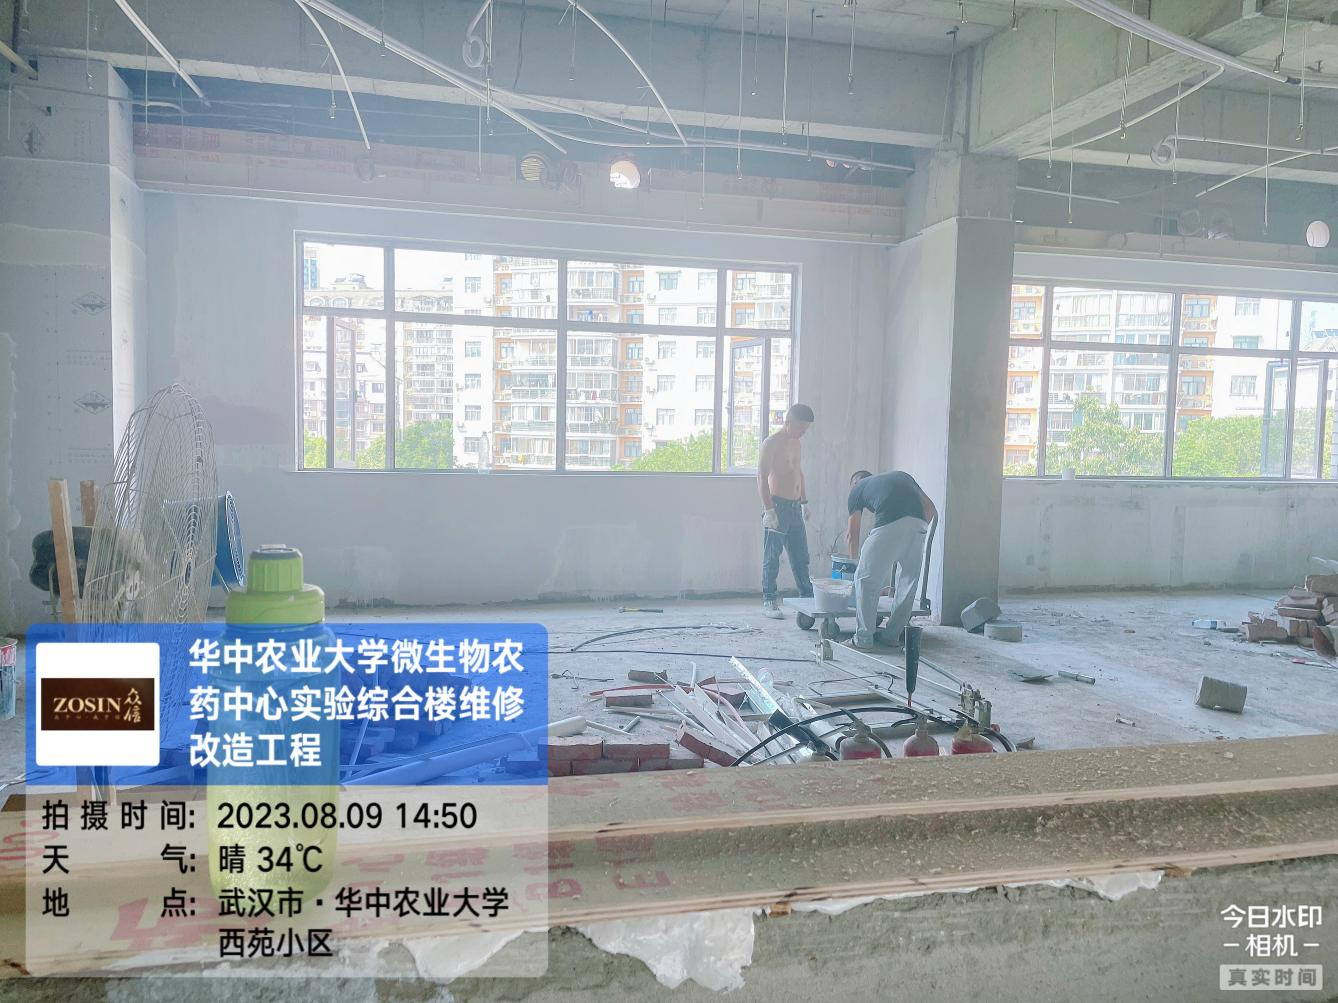 ZOSIN众信
华中农业大学微生物农
药中心实验综合楼维修
改造工程
拍摄时间: 2023.08.09 14:50
天气: 晴 34℃
地点: 武汉市·华中农业大学
西苑小区
今日水印
-相机-
真实时间